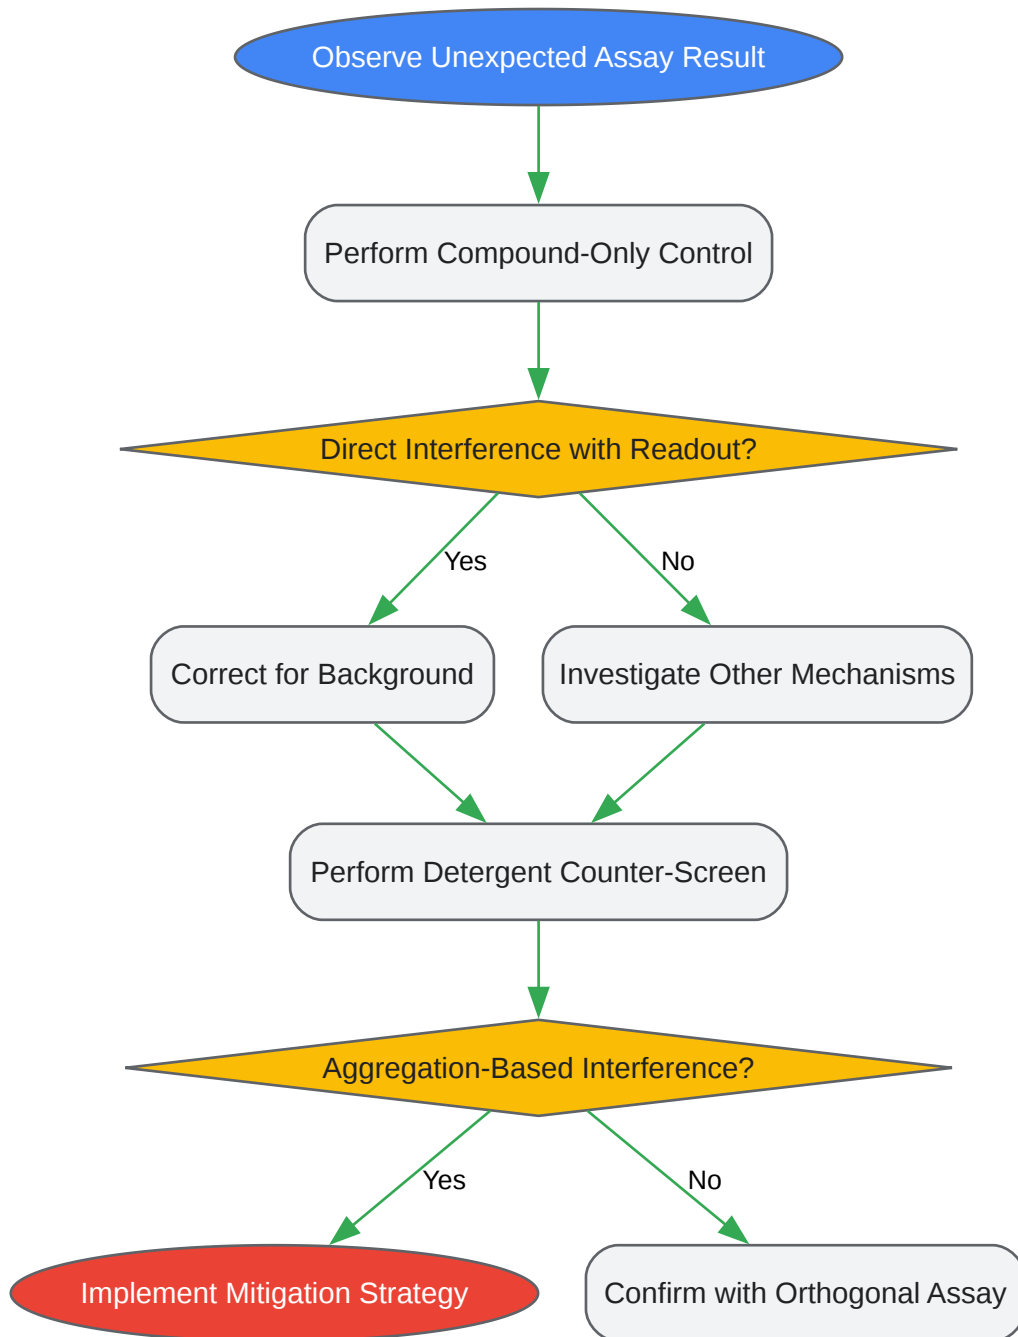 Observe Unexpected Assay Result
Perform Compound-Only Control
Direct Interference with Readout?
Yes
No
Correct for Background
Investigate Other Mechanisms
Perform Detergent Counter-Screen
Aggregation-Based Interference?
Yes
No
Implement Mitigation Strategy
Confirm with Orthogonal Assay